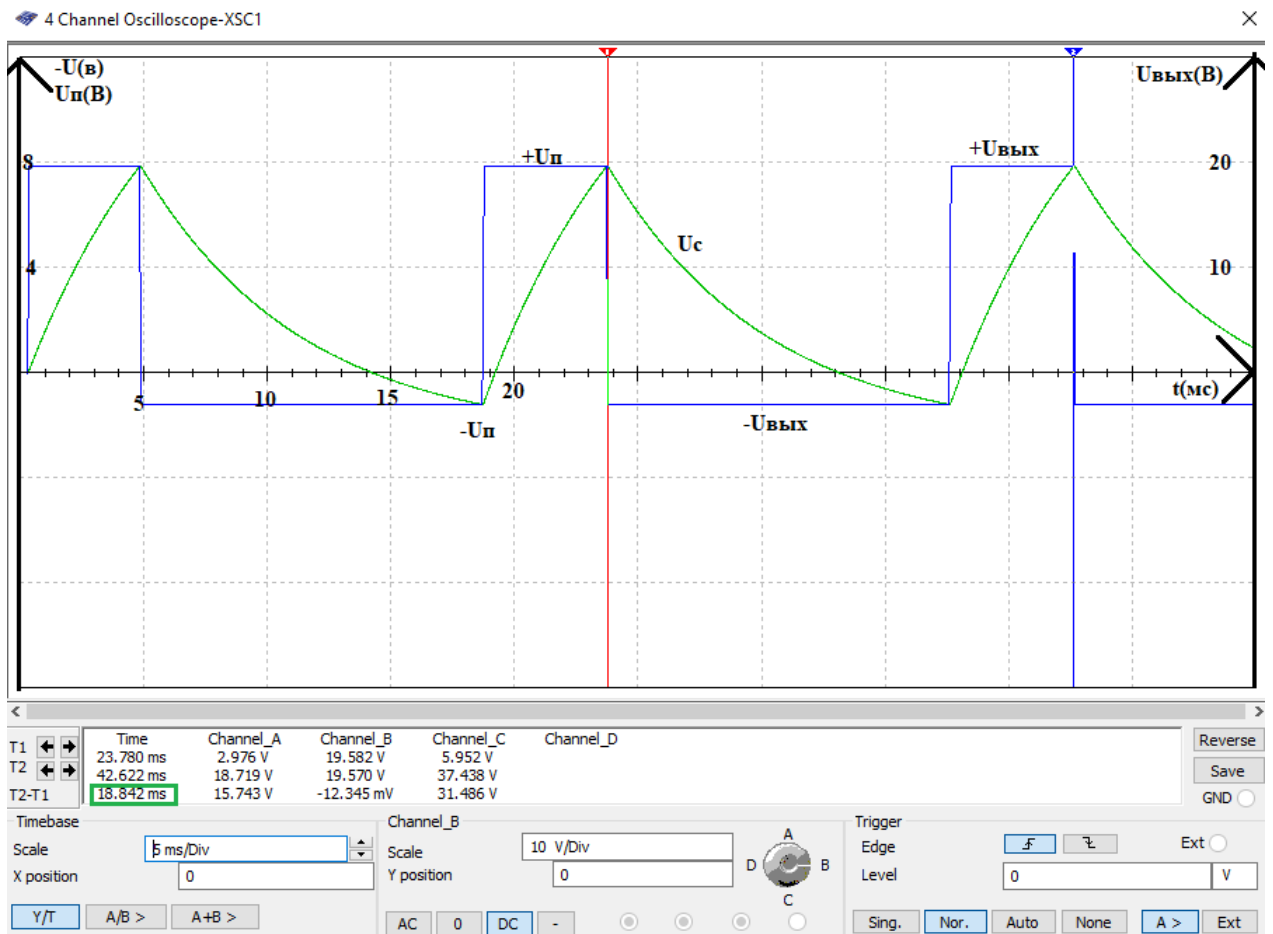 4 Channel Oscilloscope-XSC1
1
2
-U(в)
Uп(В)
Uвых(В)
8
+Uп
+Uвых
20
Uc
4
10
5
10
15
20
t(мс)
-Uп
-Uвых
Time Channel_A Channel_B Channel_C Channel_D
T1 23.780 ms 2.976 V 19.582 V 5.952 V
T2 42.622 ms 18.719 V 19.570 V 37.438 V
T2-T1 18.842 ms 15.743 V -12.345 mV 31.486 V
Reverse
Save
GND
Timebase
Scale 5 ms/Div
X position 0
Y/T A/B > A+B >
Channel_B
Scale 10 V/Div
Y position 0
AC 0 DC -
A
D B
C
Trigger
Edge Ext
Level 0 V
Sing. Nor. Auto None A > Ext